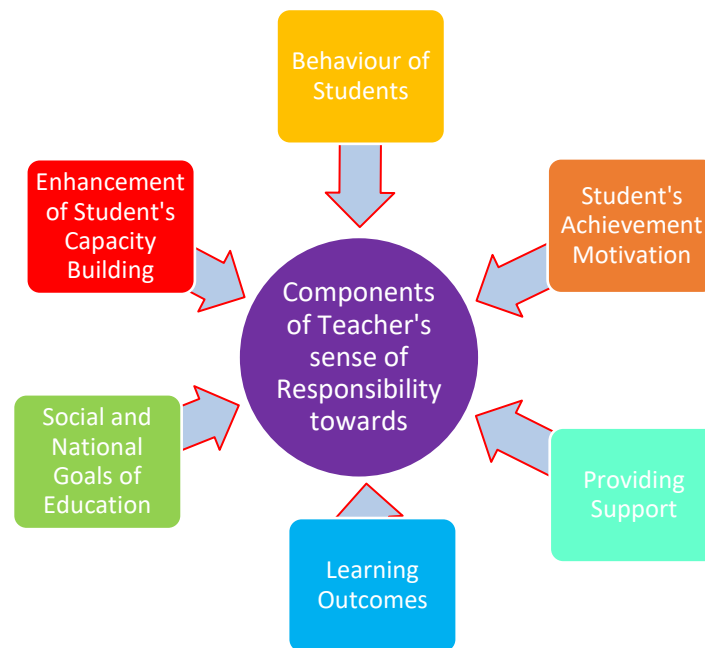 Behaviour of
Students
Enhancement
of Student's
Capacity
Building
Student's
Achievement
Motivation
Components
of Teacher's
sense of
Responsibility
towards
Social and
National
Goals of
Education
Providing
Support
Learning
Outcomes